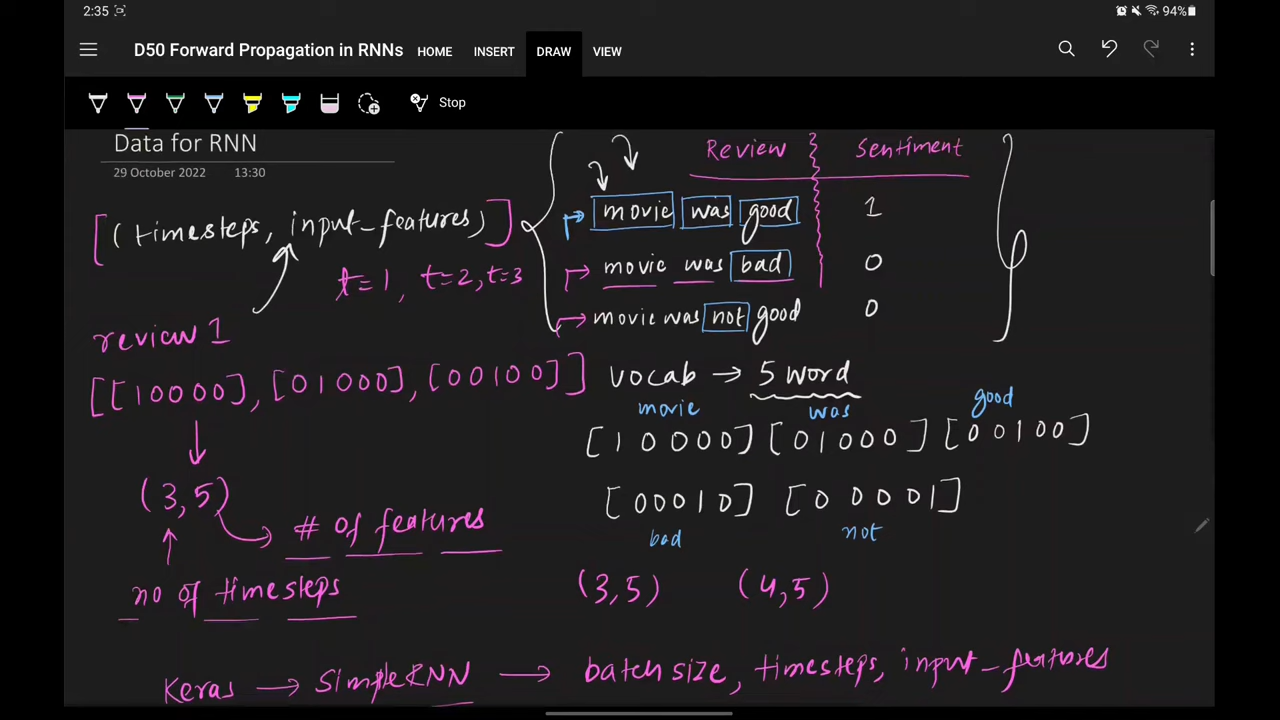 2:35
94%
D50 Forward Propagation in RNNs HOME INSERT DRAW VIEW
Stop
Data for RNN
29 October 2022 13:30
[(timesteps, input_features)]
t=1, t=2, t=3
review 1
[[10000], [01000], [00100]]
(3,5)
# of features
no of timesteps
Review Sentiment
movie was good 1
movie was bad 0
movie was not good 0
vocab → 5 word
movie was good
[10000] [01000] [00100]
[00010] [00001]
bad not
(3,5) (4,5)
Keras → SimpleRNN → batch size, timesteps, input_features